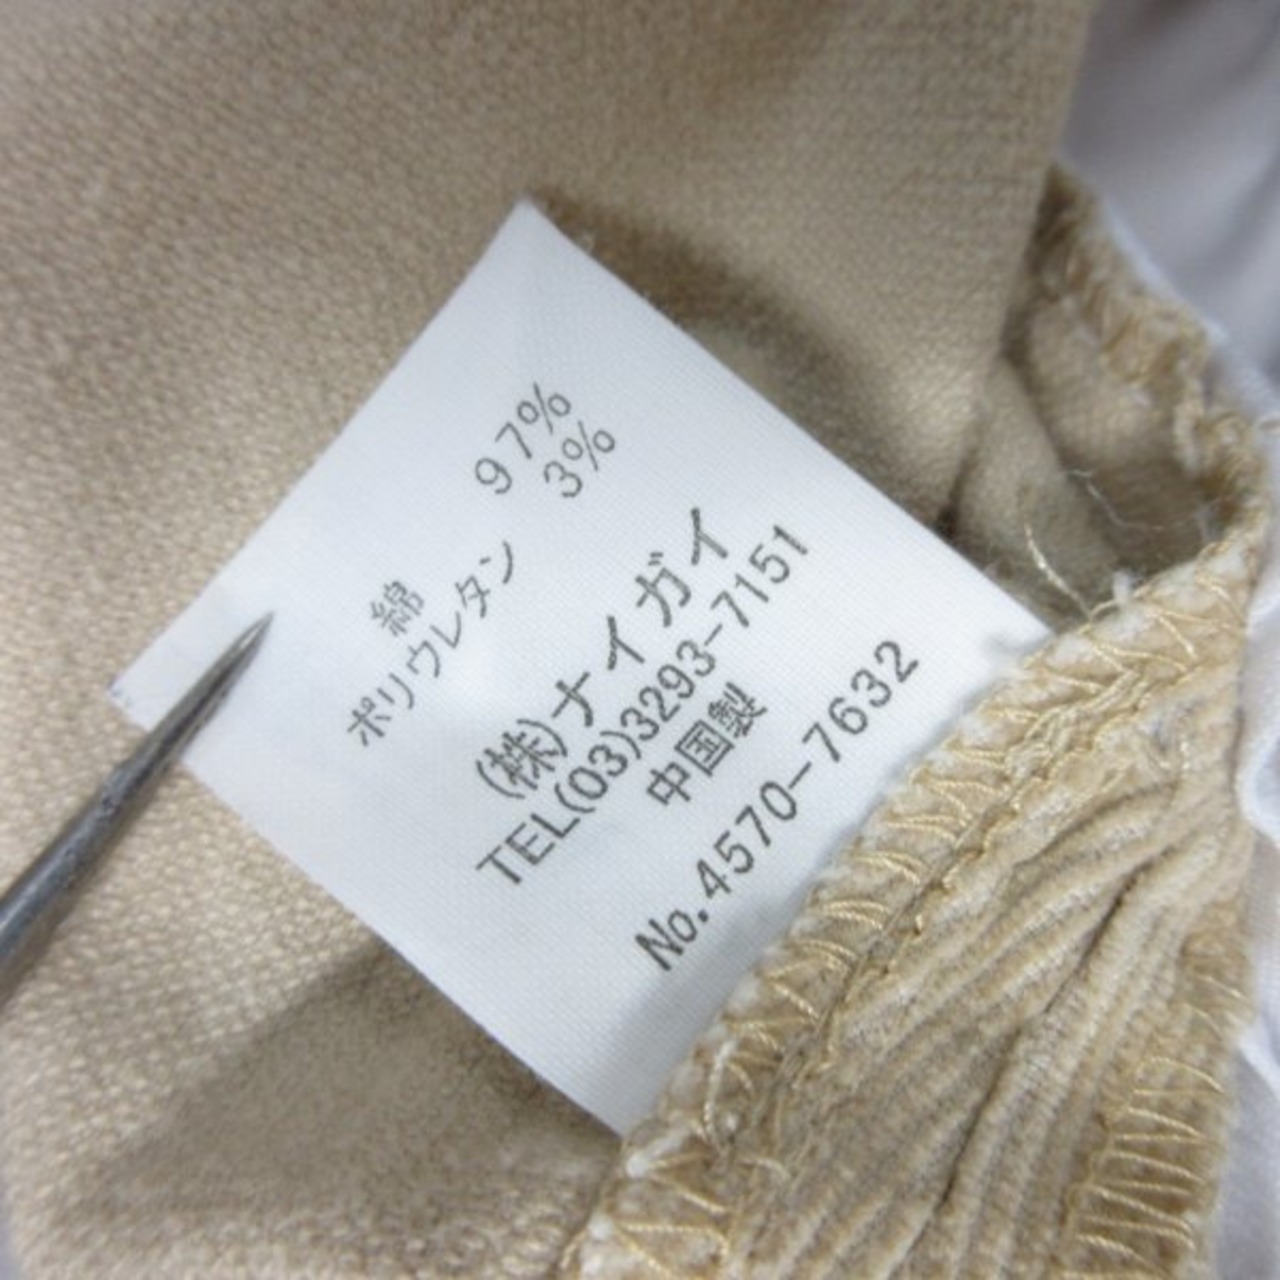 綿 97%
ポリウレタン 3%
(株)ナイガイ
TEL(03)3293-7151
中国製
No.4570-7632